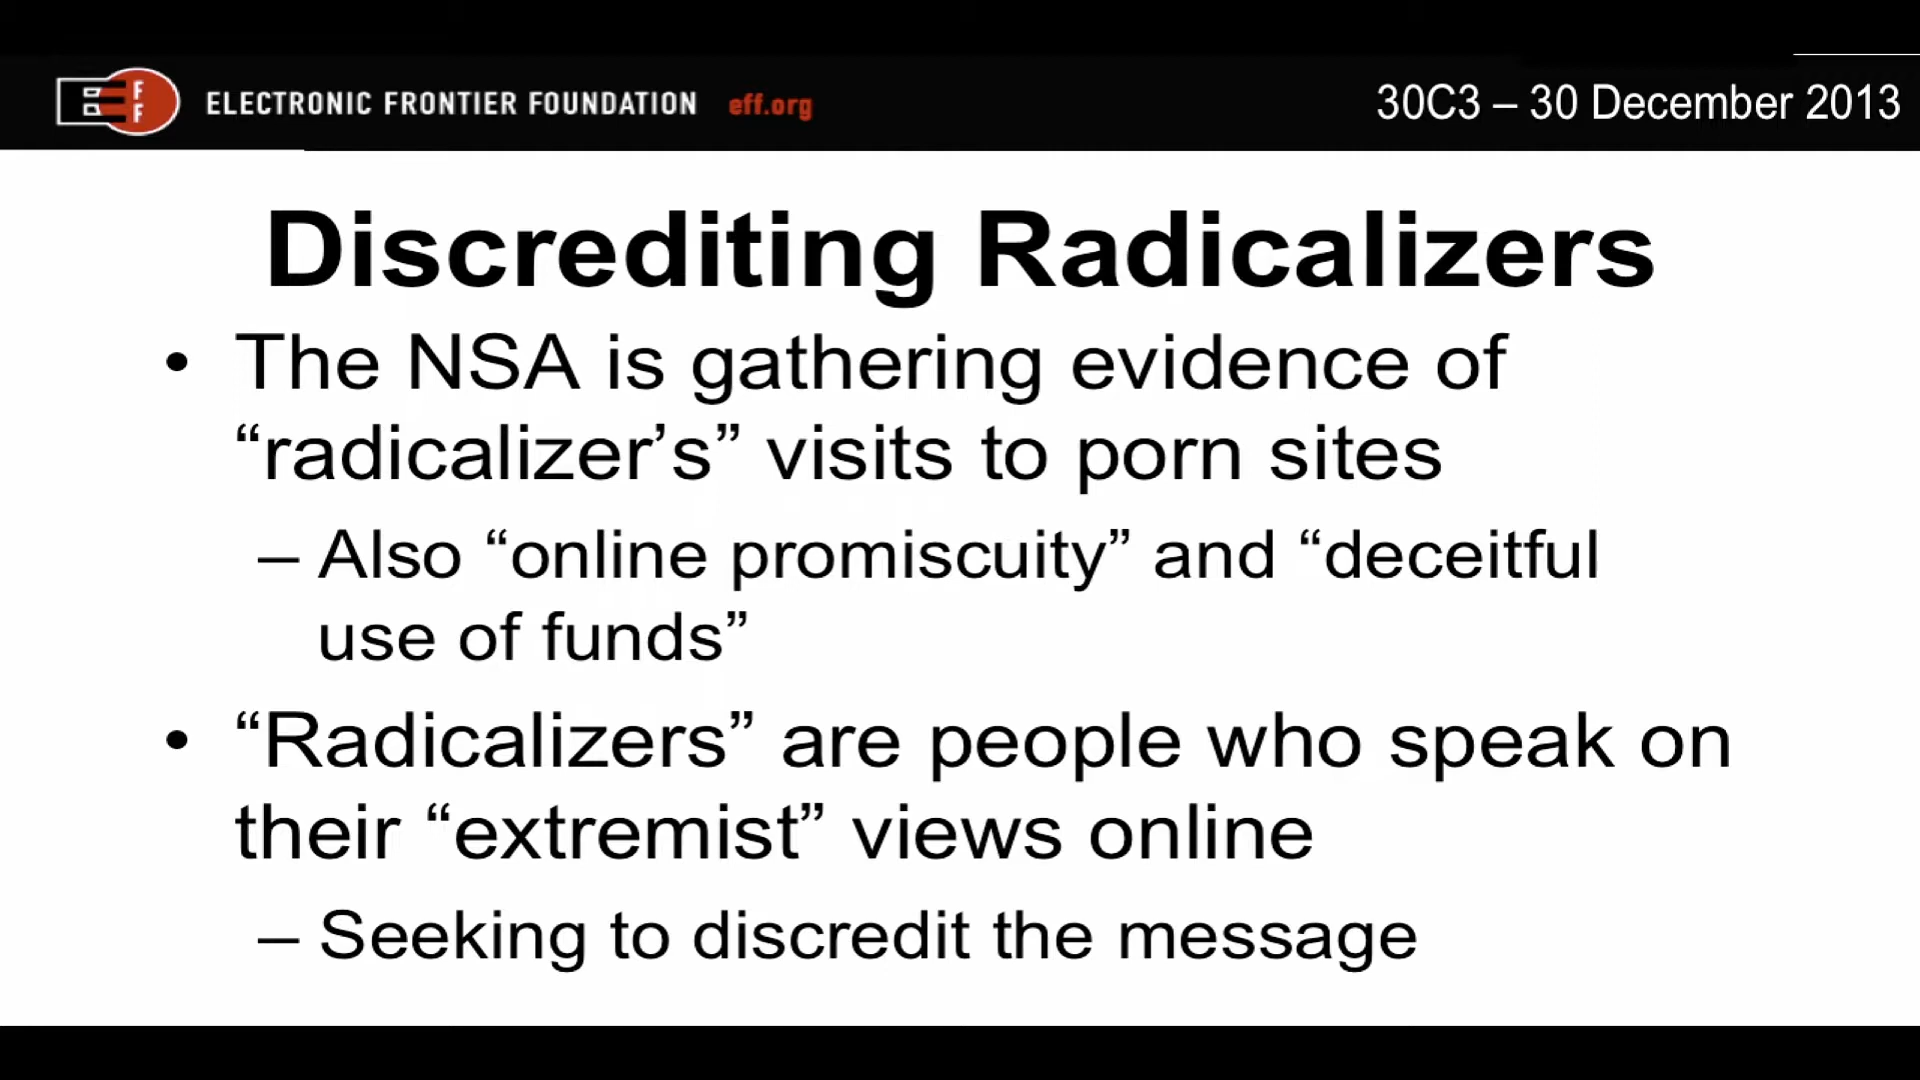 EFF ELECTRONIC FRONTIER FOUNDATION eff.org
30C3 – 30 December 2013
Discrediting Radicalizers
• The NSA is gathering evidence of
“radicalizer’s” visits to porn sites
– Also “online promiscuity” and “deceitful
use of funds”
• “Radicalizers” are people who speak on
their “extremist” views online
– Seeking to discredit the message